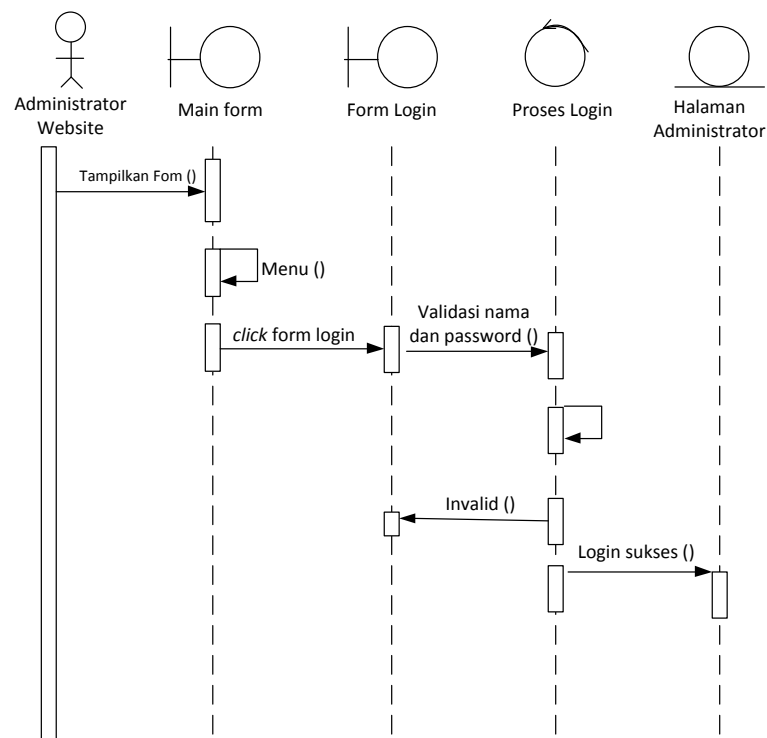 Administrator
Website
Main form
Form Login
Proses Login
Halaman
Administrator
Tampilkan Fom ()
Menu ()
click form login
Validasi nama
dan password ()
Invalid ()
Login sukses ()